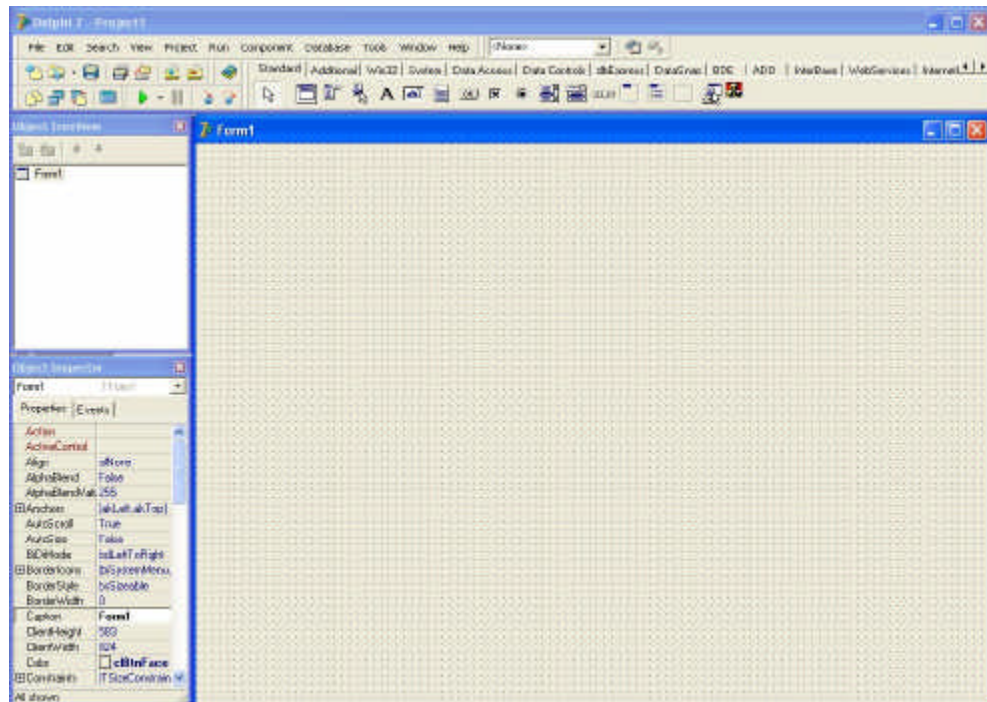 Delphi 7 - Project1
File Edit Search View Project Run Component Database Tools Window Help <None>
Standard Additional Win32 System Data Access Data Controls dbExpress DataSnap BDE ADO InterBase WebServices Internet
Object TreeView
Form1
Form1
Object Inspector
Form1 TForm1
Properties Events
Action
ActiveControl
Align alNone
AlphaBlend False
AlphaBlendVal 255
Anchors [akLeft,akTop]
AutoScroll True
AutoSize False
BiDiMode bdLeftToRight
BorderIcons [biSystemMenu,
BorderStyle bsSizeable
BorderWidth 0
Caption Form1
ClientHeight 583
ClientWidth 824
Color clBtnFace
Constraints (TSizeConstrain
All shown